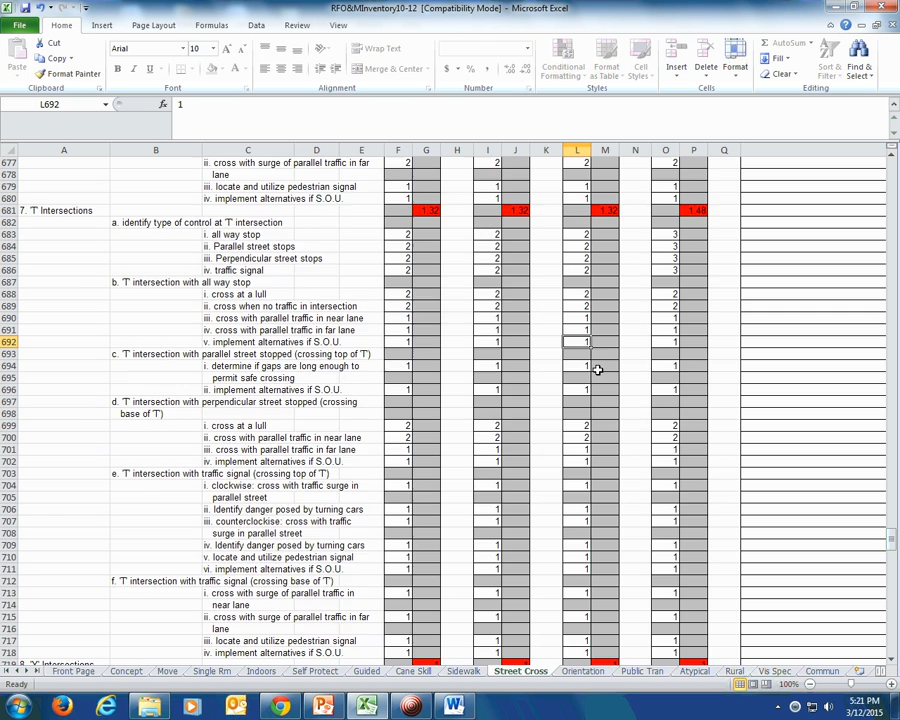 RFO&MInventory10-12 [Compatibility Mode] - Microsoft Excel
File Home Insert Page Layout Formulas Data Review View
Cut
Copy
Format Painter
Paste
Clipboard
Arial 10
B I U
Font
Wrap Text
Merge & Center
Alignment
$ % ,
Number
Conditional Formatting
Format as Table
Cell Styles
Styles
Insert Delete Format
Cells
AutoSum
Fill
Clear
Sort & Filter
Find & Select
Editing
L692 fx 1
A B C D E F G H I J K L M N O P Q
677 ii. cross with surge of parallel traffic in far 2 2 2 2
678 lane
679 iii. locate and utilize pedestrian signal 1 1 1 1
680 iv. implement alternatives if S.O.U. 1 1 1 1
681 7. 'T' Intersections 1.32 1.32 1.32 1.48
682 a. identify type of control at 'T' intersection
683 i. all way stop 2 2 2 3
684 ii. Parallel street stops 2 2 2 3
685 iii. Perpendicular street stops 2 2 2 3
686 iv. traffic signal 2 2 2 3
687 b. 'T' intersection with all way stop
688 i. cross at a lull 2 2 2 2
689 ii. cross when no traffic in intersection 2 2 2 2
690 iii. cross with parallel traffic in near lane 1 1 1 1
691 iv. cross with parallel traffic in far lane 1 1 1 1
692 v. implement alternatives if S.O.U. 1 1 1 1
693 c. 'T' intersection with parallel street stopped (crossing top of 'T')
694 i. determine if gaps are long enough to 1 1 1 1
695 permit safe crossing
696 ii. implement alternatives if S.O.U. 1 1 1 1
697 d. 'T' intersection with perpendicular street stopped (crossing
698 base of 'T')
699 i. cross at a lull 2 2 2 2
700 ii. cross with parallel traffic in near lane 2 2 2 2
701 iii. cross with parallel traffic in far lane 1 1 1 1
702 iv. implement alternatives if S.O.U. 1 1 1 1
703 e. 'T' intersection with traffic signal (crossing top of 'T')
704 i. clockwise: cross with traffic surge in 1 1 1 1
705 parallel street
706 ii. Identify danger posed by turning cars 1 1 1 1
707 iii. counterclockise: cross with traffic 1 1 1 1
708 surge in parallel street
709 iv. Identify danger posed by turning cars 1 1 1 1
710 v. locate and utilize pedestrian signal 1 1 1 1
711 vi. implement alternatives if S.O.U. 1 1 1 1
712 f. 'T' intersection with traffic signal (crossing base of 'T')
713 i. cross with surge of parallel traffic in 1 1 1 1
714 near lane
715 ii. cross with surge of parallel traffic in far 1 1 1 1
716 lane
717 iii. locate and utilize pedestrian signal 1 1 1 1
718 iv. implement alternatives if S.O.U. 1 1 1 1
Front Page Concept Move Single Rm Indoors Self Protect Guided Cane Skill Sidewalk Street Cross Orientation Public Tran Atypical Rural Vis Spec Commun
Ready 100%
5:21 PM
3/12/2015